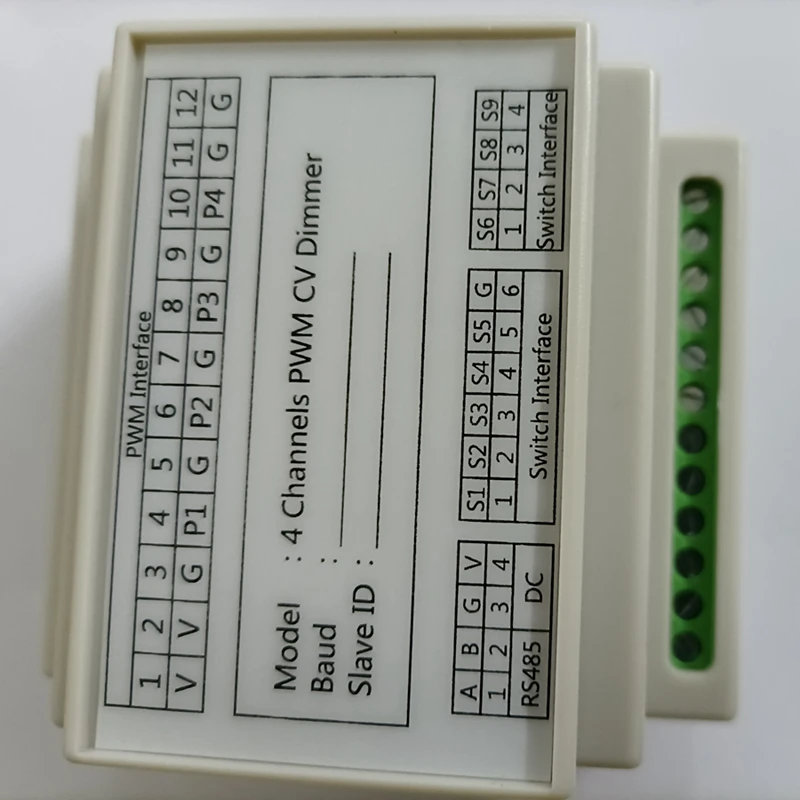 PWM Interface
1 2 3 4 5 6 7 8 9 10 11 12
V V G P1 G P2 G P3 G P4 G G
Model : 4 Channels PWM CV Dimmer
Baud :
Slave ID :
A B G V
1 2 3 4
RS485 DC
S1 S2 S3 S4 S5 G
1 2 3 4 5 6
Switch Interface
S6 S7 S8 S9
1 2 3 4
Switch Interface